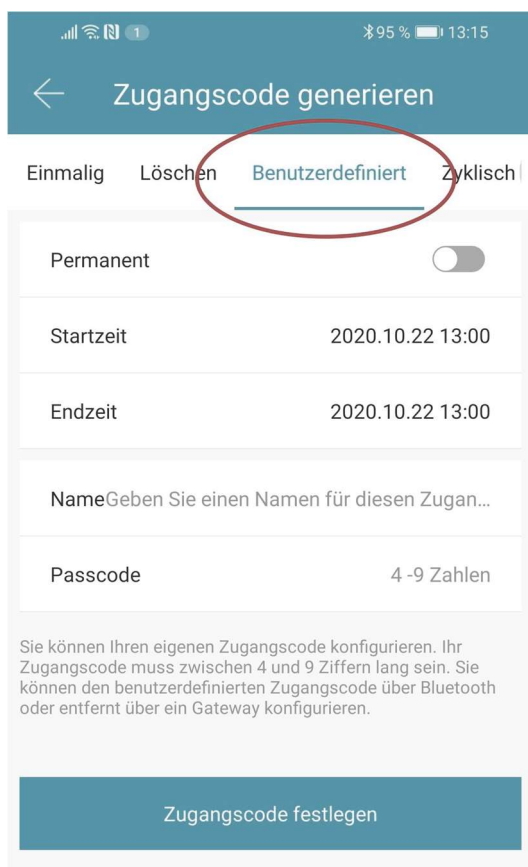 1 95 % 13:15
Zugangscode generieren
Einmalig Löschen Benutzerdefiniert Zyklisch
Permanent
Startzeit 2020.10.22 13:00
Endzeit 2020.10.22 13:00
Name Geben Sie einen Namen für diesen Zugan...
Passcode 4 -9 Zahlen
Sie können Ihren eigenen Zugangscode konfigurieren. Ihr
Zugangscode muss zwischen 4 und 9 Ziffern lang sein. Sie
können den benutzerdefinierten Zugangscode über Bluetooth
oder entfernt über ein Gateway konfigurieren.
Zugangscode festlegen